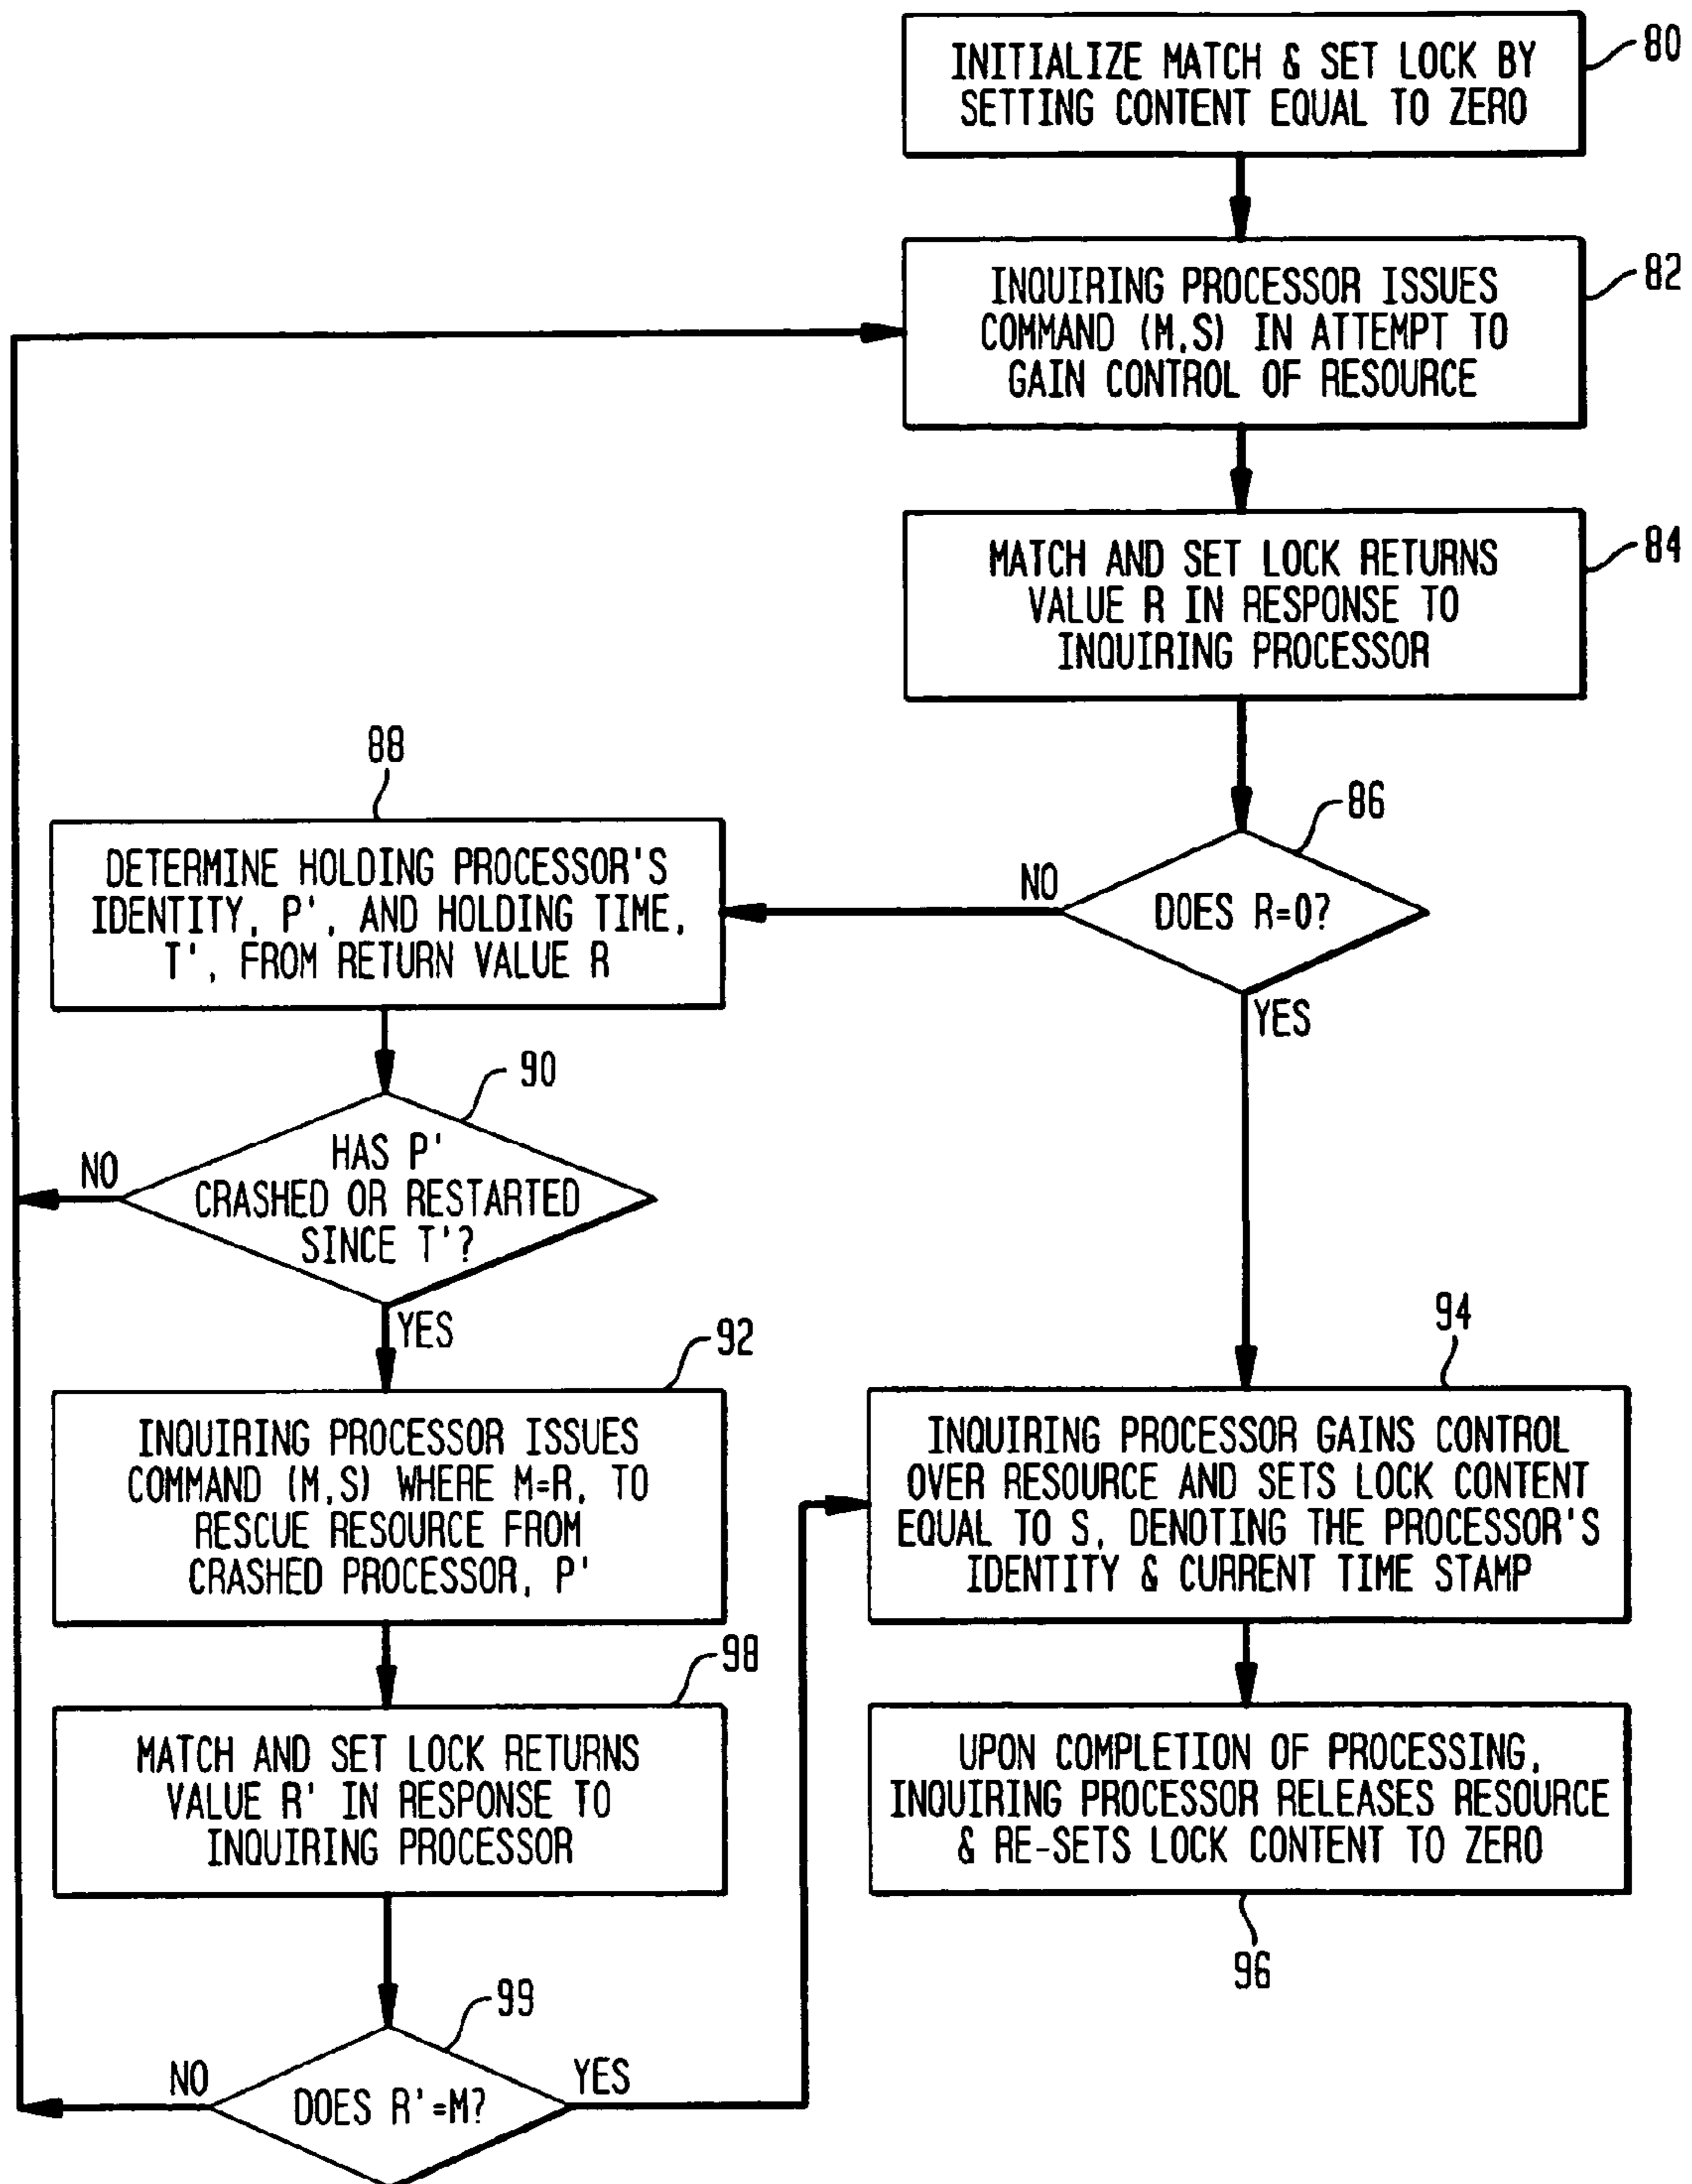 INITIALIZE MATCH & SET LOCK BY
SETTING CONTENT EQUAL TO ZERO
80
INQUIRING PROCESSOR ISSUES
COMMAND (M,S) IN ATTEMPT TO
GAIN CONTROL OF RESOURCE
82
MATCH AND SET LOCK RETURNS
VALUE R IN RESPONSE TO
INQUIRING PROCESSOR
84
86
DOES R=0?
NO
YES
88
DETERMINE HOLDING PROCESSOR'S
IDENTITY, P', AND HOLDING TIME,
T', FROM RETURN VALUE R
90
HAS P'
CRASHED OR RESTARTED
SINCE T'?
NO
YES
92
INQUIRING PROCESSOR ISSUES
COMMAND (M,S) WHERE M=R, TO
RESCUE RESOURCE FROM
CRASHED PROCESSOR, P'
94
INQUIRING PROCESSOR GAINS CONTROL
OVER RESOURCE AND SETS LOCK CONTENT
EQUAL TO S, DENOTING THE PROCESSOR'S
IDENTITY & CURRENT TIME STAMP
98
MATCH AND SET LOCK RETURNS
VALUE R' IN RESPONSE TO
INQUIRING PROCESSOR
UPON COMPLETION OF PROCESSING,
INQUIRING PROCESSOR RELEASES RESOURCE
& RE-SETS LOCK CONTENT TO ZERO
96
99
DOES R'=M?
NO
YES